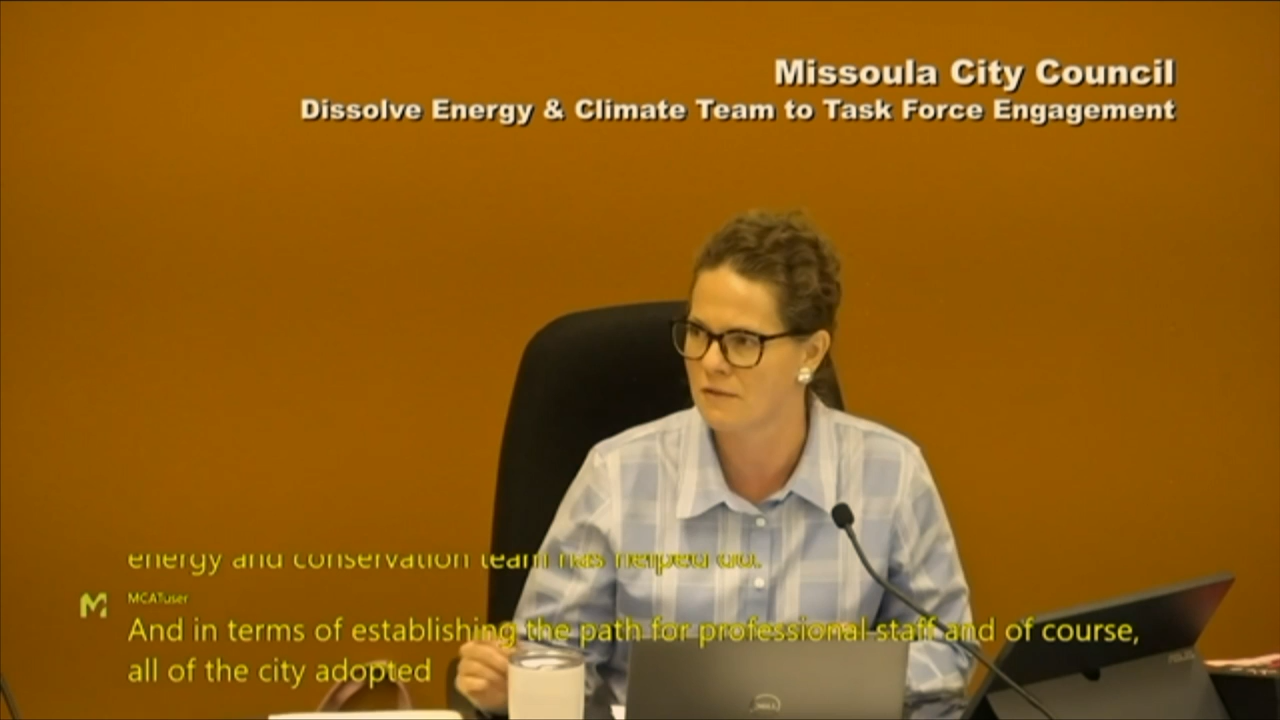 Missoula City Council
Dissolve Energy & Climate Team to Task Force Engagement
energy and conservation team has helped do.
MCATuser
And in terms of establishing the path for professional staff and of course,
all of the city adopted
DELL